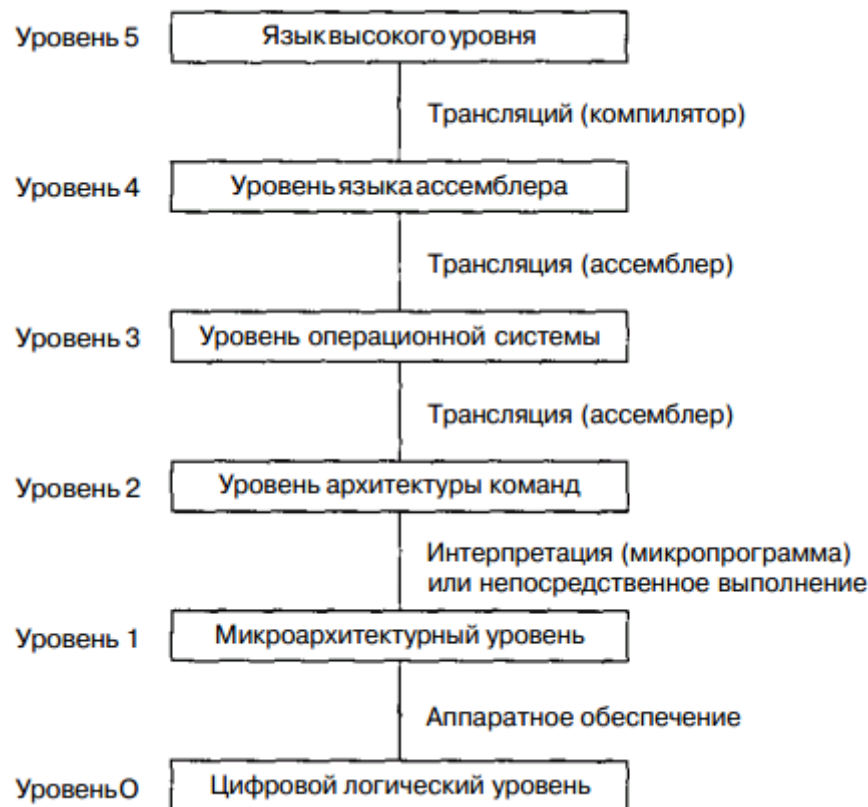 Уровень 5 Язык высокого уровня
Трансляций (компилятор)
Уровень 4 Уровень языка ассемблера
Трансляция (ассемблер)
Уровень 3 Уровень операционной системы
Трансляция (ассемблер)
Уровень 2 Уровень архитектуры команд
Интерпретация (микропрограмма)
или непосредственное выполнение
Уровень 1 Микроархитектурный уровень
Аппаратное обеспечение
Уровень О Цифровой логический уровень